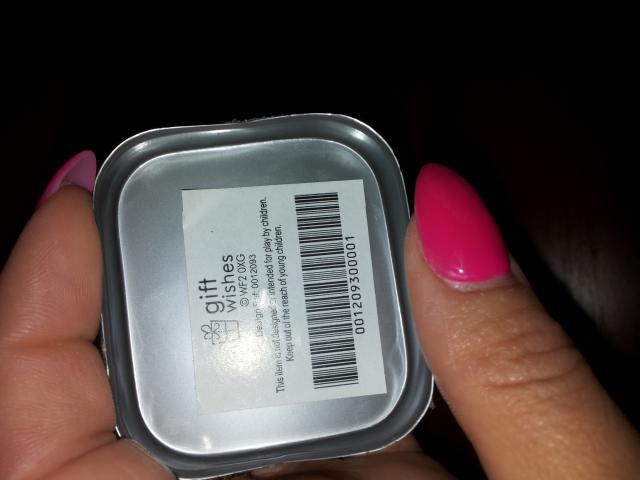 gift
wishes
© WF2 0XG
Design Ref: 0012093
This item is not designed or intended for play by children.
Keep out of the reach of young children.
001209300001